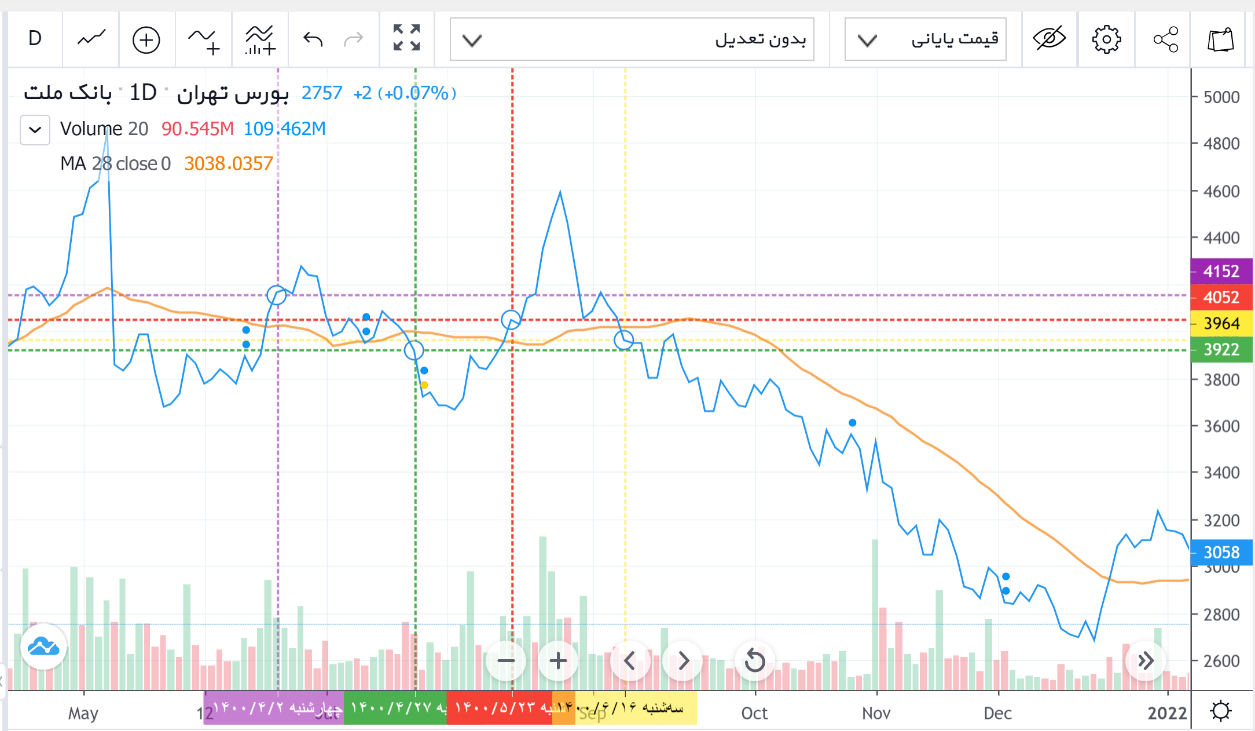 D بدون تعدیل قیمت پایانی
بانک ملت · 1D · بورس تهران 2757 +2 (+0.07%)
Volume 20 90.545M 109.462M
MA 28 close 0 3038.0357
5000
4800
4600
4400
4152
4052
3964
3922
3800
3600
3400
3200
3058
3000
2800
2600
چهارشنبه ۱۴۰۰/۴/۲ ۱۴۰۰/۴/۲۷ ۱۴۰۰/۵/۲۳ سه‌شنبه ۱۴۰۰/۶/۱۶
May 12 Sep Oct Nov Dec 2022